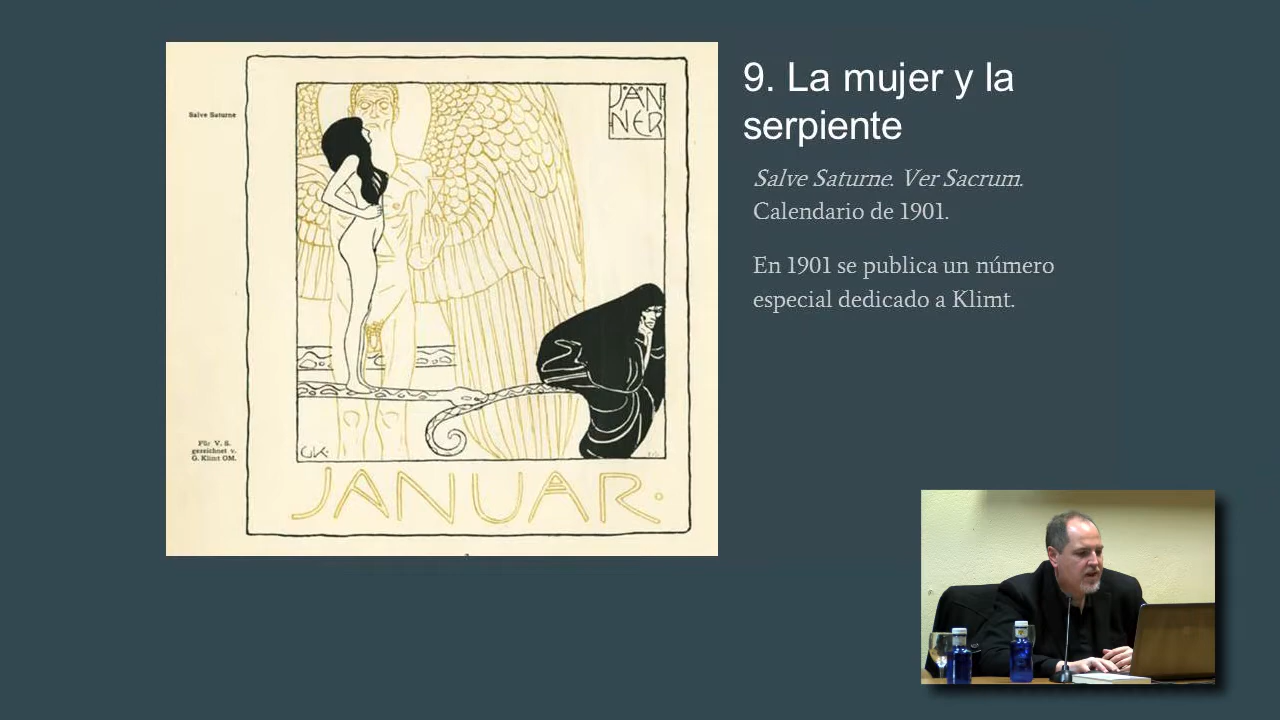 9. La mujer y la
serpiente
Salve Saturne. Ver Sacrum.
Calendario de 1901.
En 1901 se publica un número
especial dedicado a Klimt.
Salve Saturne
JÄN
NER
Für V. S.
gezeichnet v.
G. Klimt OM.
GK.
JANUAR.